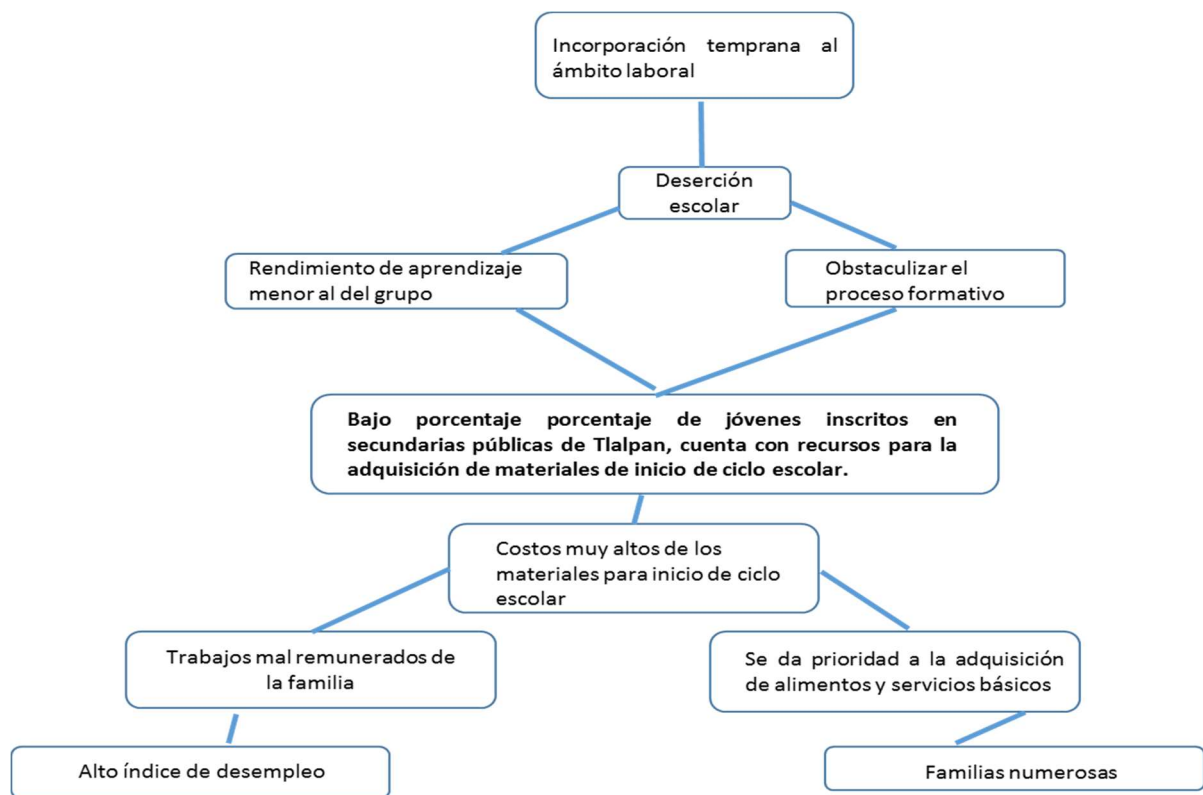 Incorporación temprana al
ámbito laboral
Deserción
escolar
Rendimiento de aprendizaje
menor al del grupo
Obstaculizar el
proceso formativo
Bajo porcentaje porcentaje de jóvenes inscritos en
secundarias públicas de Tlalpan, cuenta con recursos para la
adquisición de materiales de inicio de ciclo escolar.
Costos muy altos de los
materiales para inicio de ciclo
escolar
Trabajos mal remunerados de
la familia
Se da prioridad a la adquisición
de alimentos y servicios básicos
Alto índice de desempleo
Familias numerosas